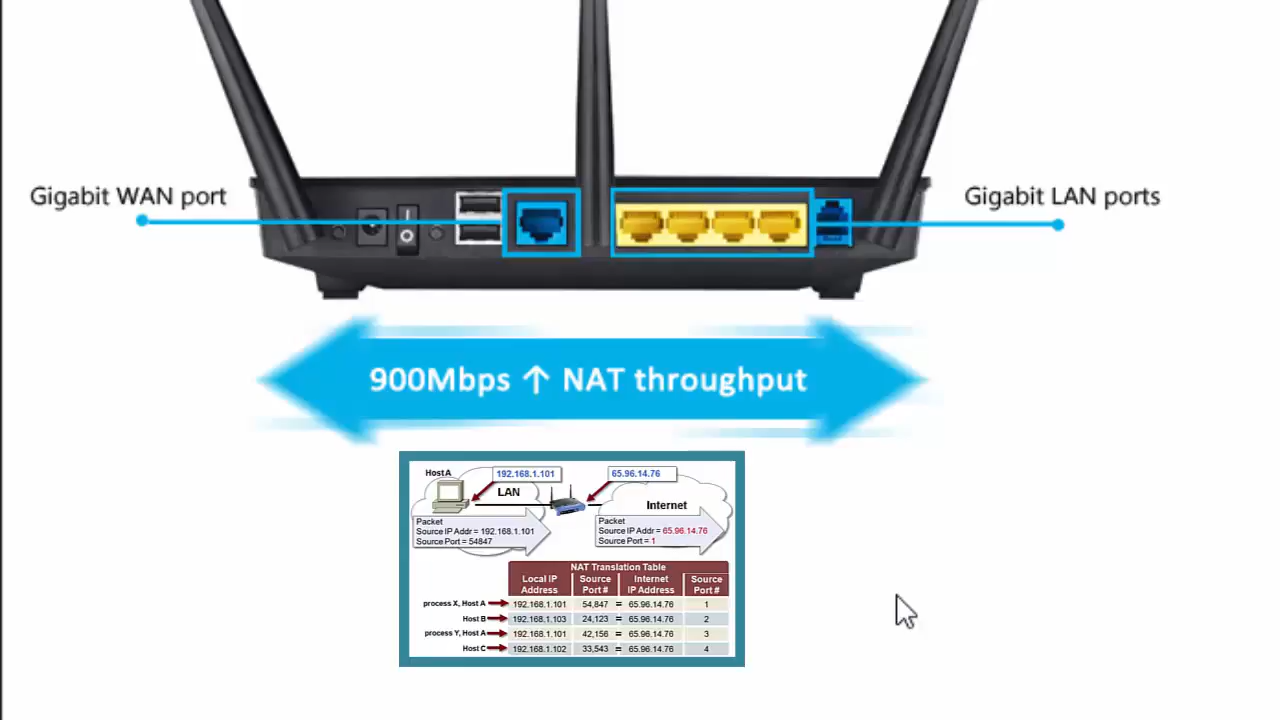 Gigabit WAN port
Gigabit LAN ports
900Mbps ↑ NAT throughput
Host A
192.168.1.101
65.96.14.76
LAN
Internet
Packet
Source IP Addr = 192.168.1.101
Source Port = 54847
Packet
Source IP Addr = 65.96.14.76
Source Port = 1
NAT Translation Table
Local IP Address Source Port # Internet IP Address Source Port #
process X, Host A 192.168.1.101 54,847 = 65.96.14.76 1
Host B 192.168.1.103 24,123 = 65.96.14.76 2
process Y, Host A 192.168.1.101 42,156 = 65.96.14.76 3
Host C 192.168.1.102 33,543 = 65.96.14.76 4